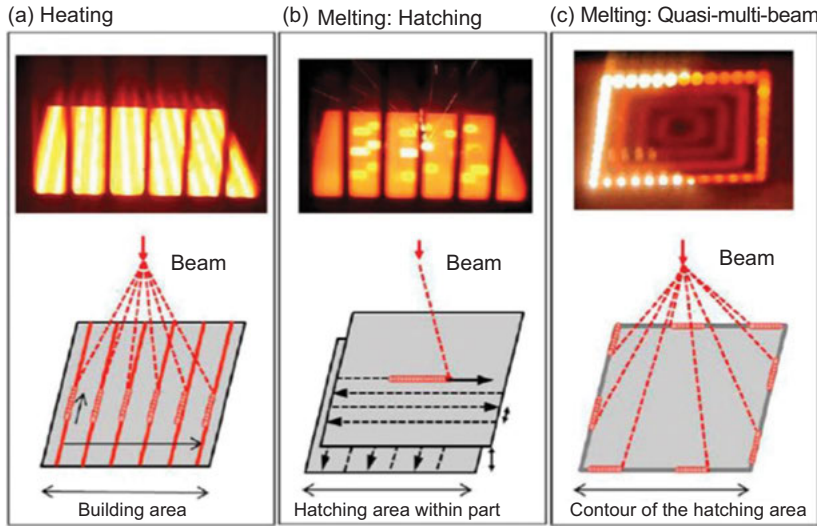 (a) Heating
(b) Melting: Hatching
(c) Melting: Quasi-multi-beam
Beam
Beam
Beam
Building area
Hatching area within part
Contour of the hatching area